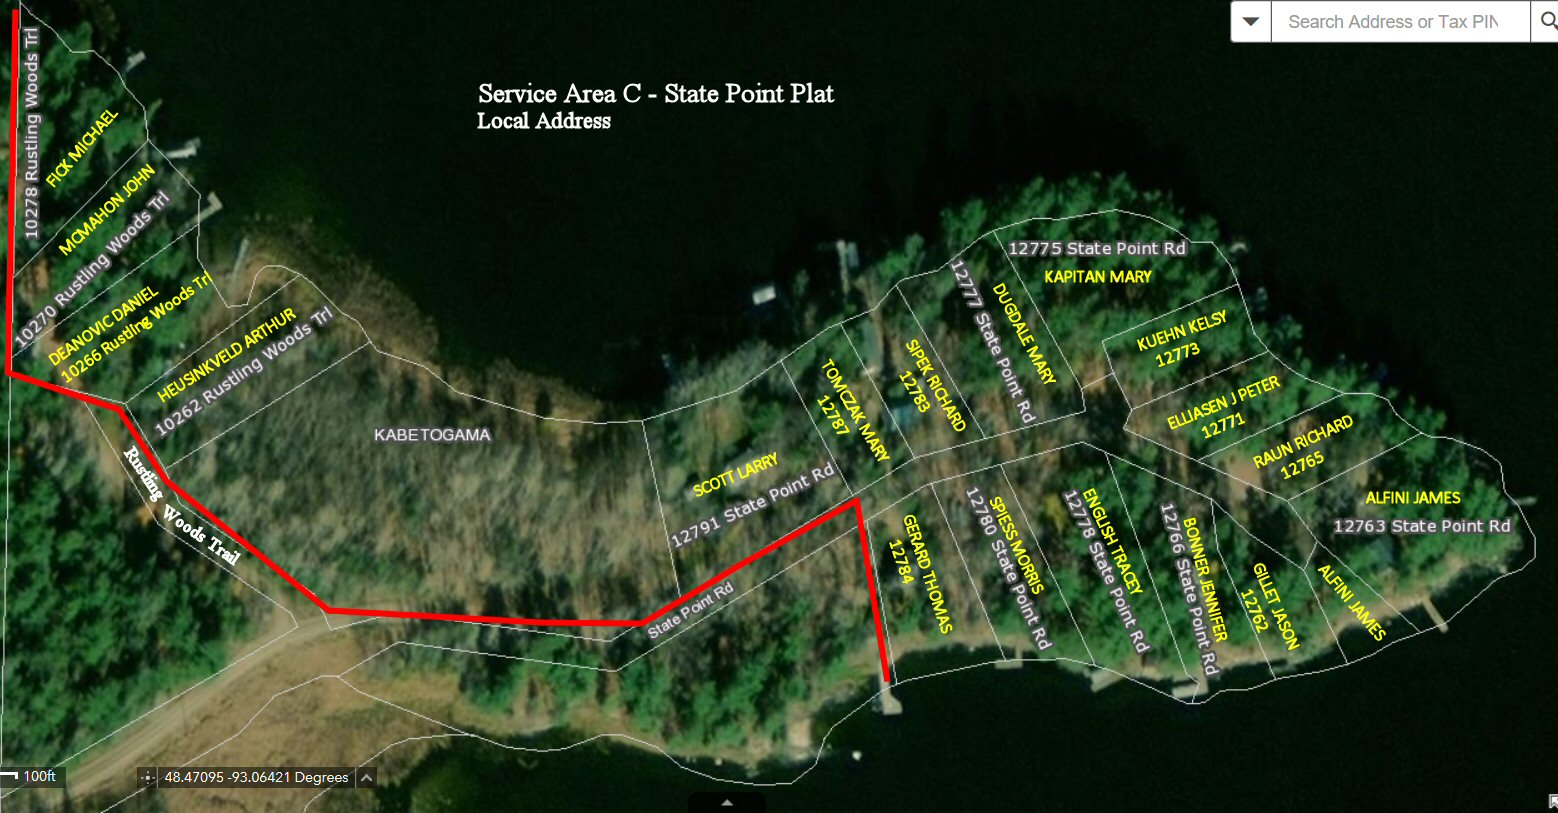 Search Address or Tax PIN
Service Area C - State Point Plat
Local Address
10278 Rustling Woods Trl
FICK MICHAEL
MCMAHON JOHN
10270 Rustling Woods Trl
DEANOVIC DANIEL
10266 Rustling Woods Trl
HEUSINKVELD ARTHUR
10262 Rustling Woods Trl
Rustling Woods Trail
KABETOGAMA
SCOTT LARRY
12791 State Point Rd
State Point Rd
TOMCZAK MARY
12787
SIPEK RICHARD
12783
12777 State Point Rd
DUGDALE MARY
12775 State Point Rd
KAPITAN MARY
KUEHN KELSY
12773
ELLIASEN J PETER
12771
RAUN RICHARD
12765
ALFINI JAMES
12763 State Point Rd
GERARD THOMAS
12784
SPIESS MORRIS
12780 State Point Rd
ENGLISH TRACEY
12778 State Point Rd
BONNER JENNIFER
12766 State Point Rd
GILLET JASON
12762
ALFINI JAMES
100ft
48.47095 -93.06421 Degrees